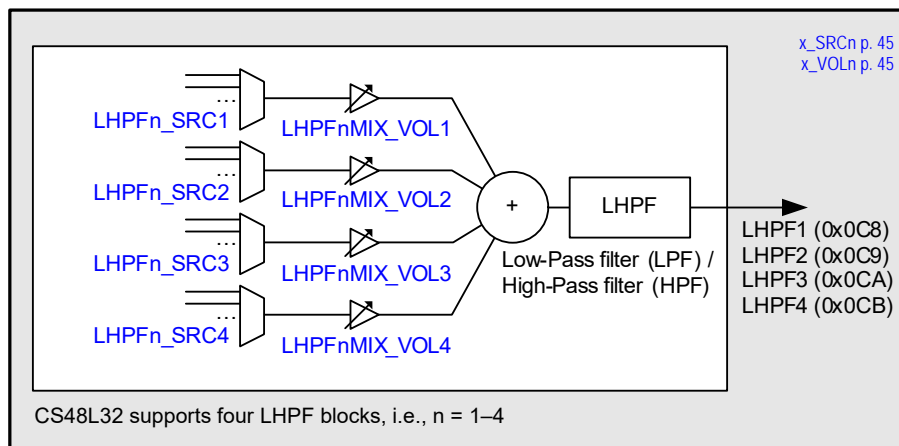 x_SRCn p. 45
x_VOLn p. 45
...
LHPFn_SRC1
LHPFnMIX_VOL1
...
LHPFn_SRC2
LHPFnMIX_VOL2
...
LHPFn_SRC3
LHPFnMIX_VOL3
...
LHPFn_SRC4
LHPFnMIX_VOL4
+
LHPF
Low-Pass filter (LPF) /
High-Pass filter (HPF)
LHPF1 (0x0C8)
LHPF2 (0x0C9)
LHPF3 (0x0CA)
LHPF4 (0x0CB)
CS48L32 supports four LHPF blocks, i.e., n = 1–4